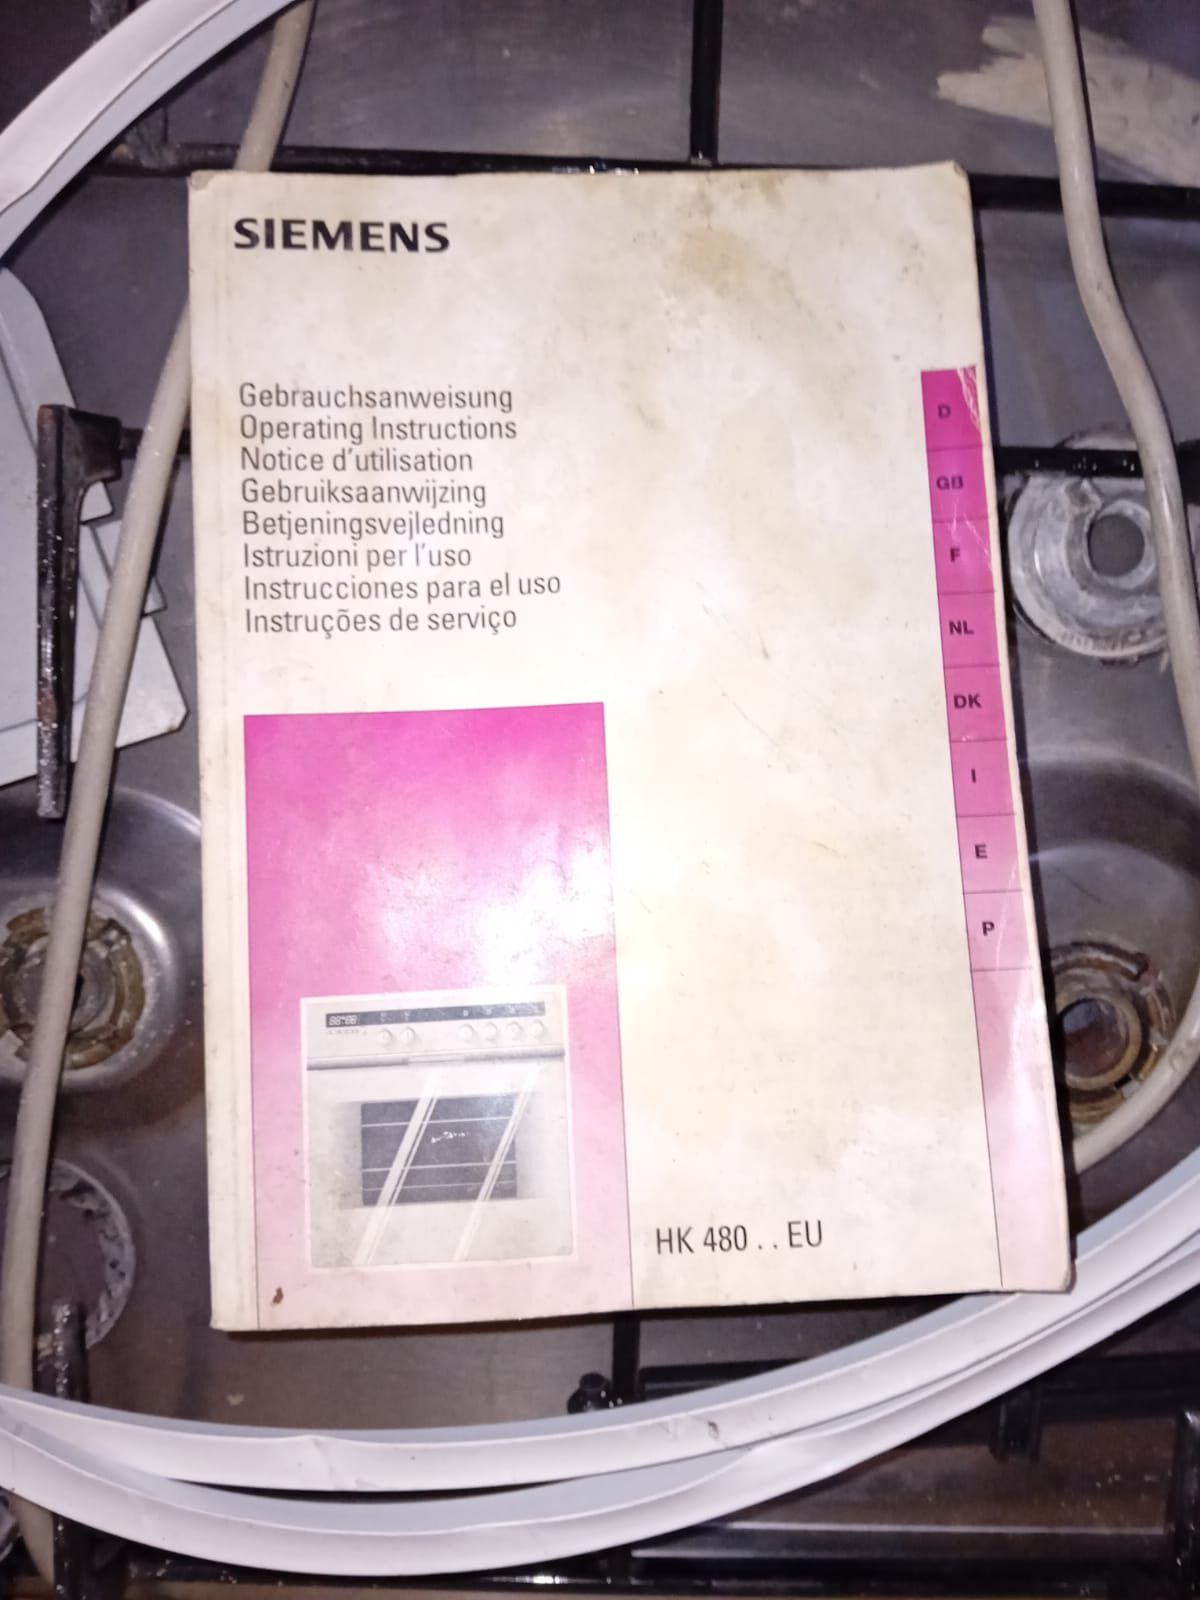 SIEMENS
Gebrauchsanweisung
Operating Instructions
Notice d'utilisation
Gebruiksaanwijzing
Betjeningsvejledning
Istruzioni per l'uso
Instrucciones para el uso
Instruções de serviço
D
GB
F
NL
DK
I
E
P
HK 480 . . EU